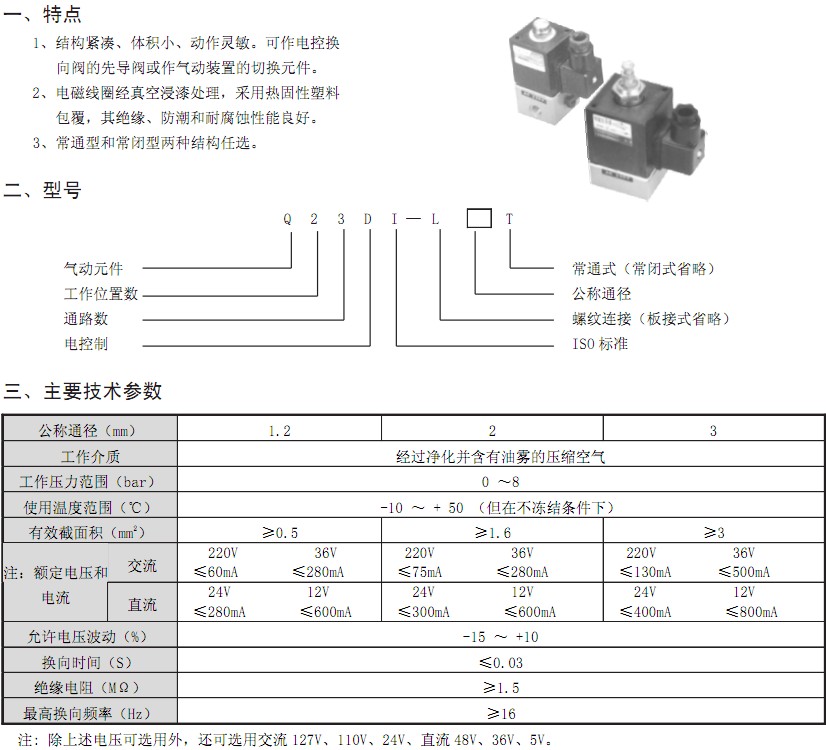 一、特点
1、结构紧凑、体积小、动作灵敏。可作电控换
向阀的先导阀或作气动装置的切换元件。
2、电磁线圈经真空浸漆处理，采用热固性塑料
包覆，其绝缘、防潮和耐腐蚀性能良好。
3、常通型和常闭型两种结构任选。
二、型号
Q 2 3 D I — L □ T
气动元件 常通式（常闭式省略）
工作位置数 公称通径
通路数 螺纹连接（板接式省略）
电控制 ISO 标准
三、主要技术参数
公称通径（mm） 1.2 2 3
工作介质 经过净化并含有油雾的压缩空气
工作压力范围（bar） 0 ～8
使用温度范围（℃） -10 ～ + 50 （但在不冻结条件下）
有效截面积（mm²） ≥0.5 ≥1.6 ≥3
注：额定电压和电流 交流 220V 36V 220V 36V 220V 36V
≤60mA ≤280mA ≤75mA ≤280mA ≤130mA ≤500mA
直流 24V 12V 24V 12V 24V 12V
≤280mA ≤600mA ≤300mA ≤600mA ≤400mA ≤800mA
允许电压波动（%） -15 ～ +10
换向时间（S） ≤0.03
绝缘电阻（MΩ） ≥1.5
最高换向频率（Hz） ≥16
注：除上述电压可选用外，还可选用交流 127V、110V、24V、直流 48V、36V、5V。